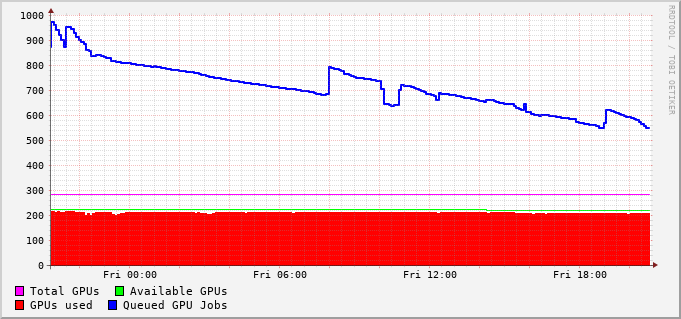 1000
900
800
700
600
500
400
300
200
100
0
Fri 00:00 Fri 06:00 Fri 12:00 Fri 18:00
Total GPUs Available GPUs
GPUs used Queued GPU Jobs
RRDTOOL / TOBI OETIKER